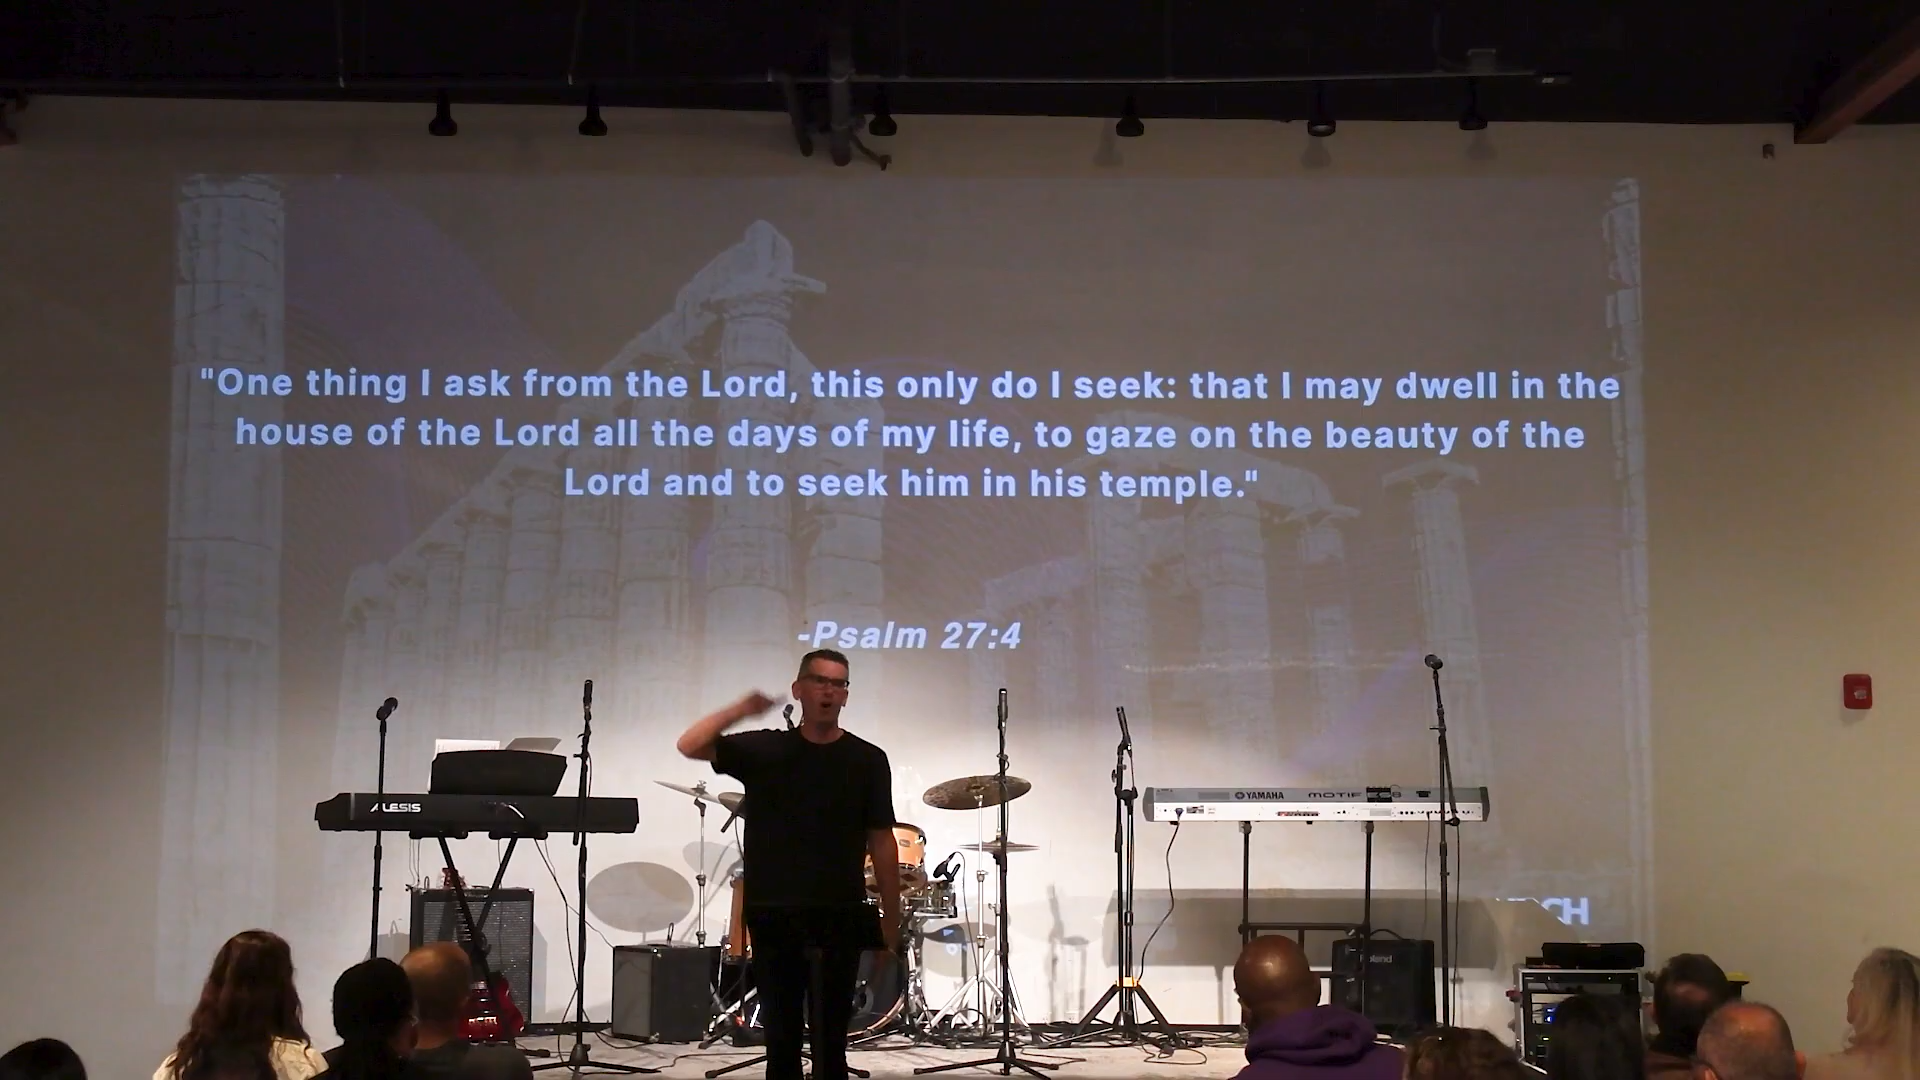 "One thing I ask from the Lord, this only do I seek: that I may dwell in the
house of the Lord all the days of my life, to gaze on the beauty of the
Lord and to seek him in his temple."
-Psalm 27:4
ALESIS
YAMAHA MOTIF ES8
Roland